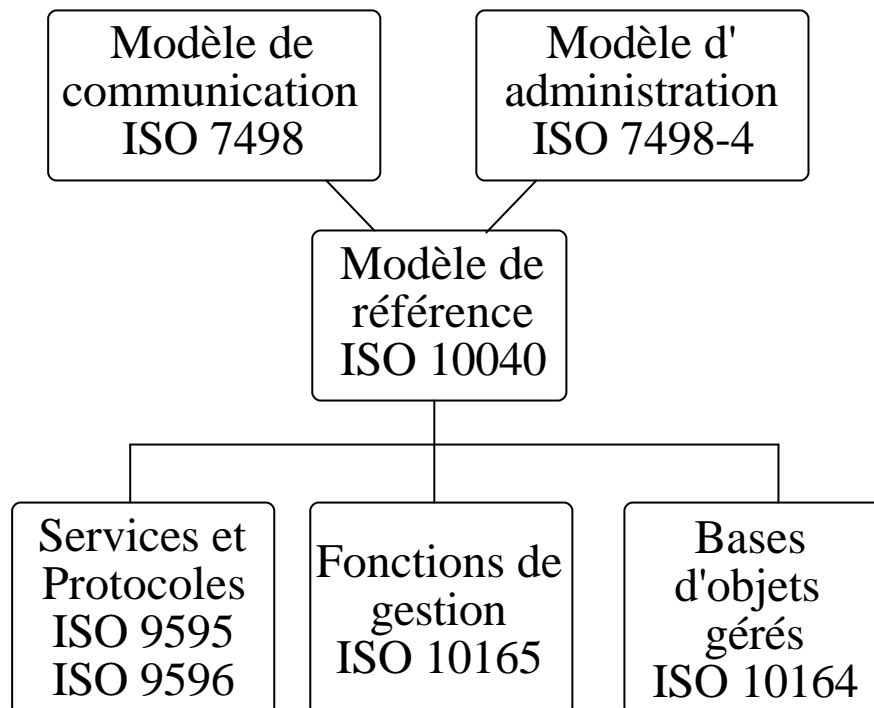 Modèle de
communication
ISO 7498
Modèle d'
administration
ISO 7498-4
Modèle de
référence
ISO 10040
Services et
Protocoles
ISO 9595
ISO 9596
Fonctions de
gestion
ISO 10165
Bases
d'objets
gérés
ISO 10164